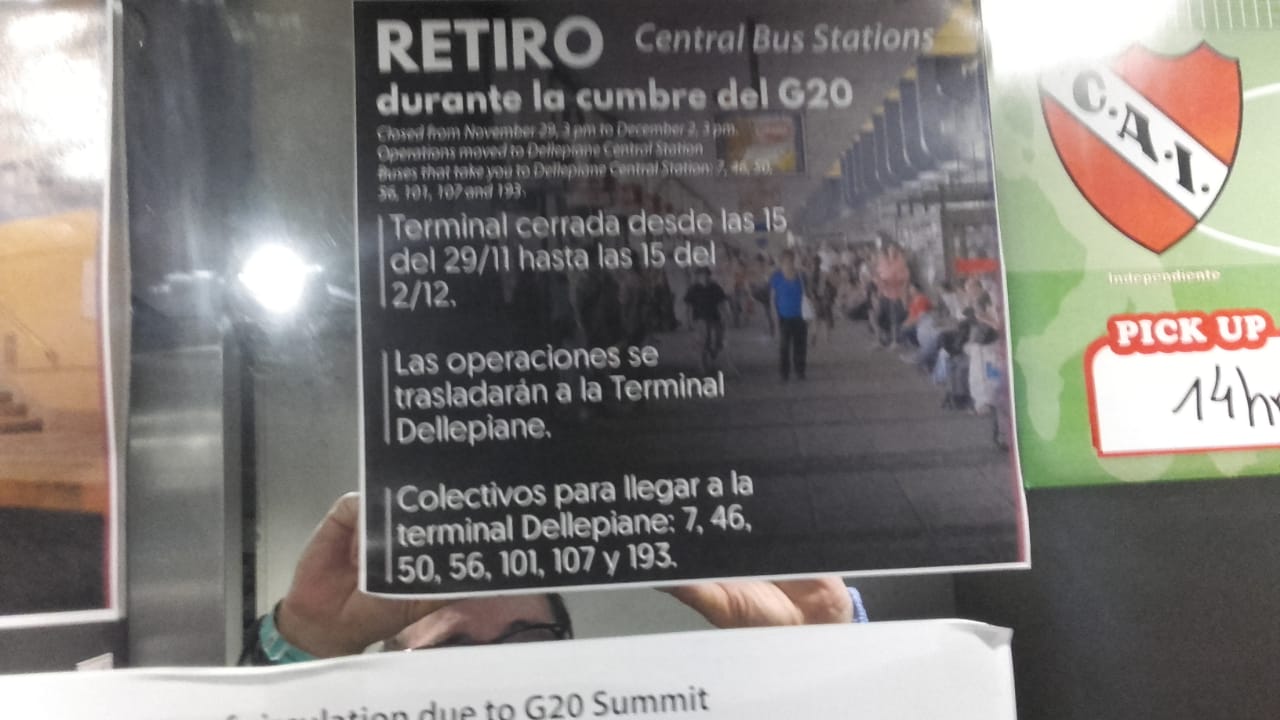 RETIRO Central Bus Stations
durante la cumbre del G20
Closed from November 29, 3 pm to December 2, 3 pm.
Operations moved to Dellepiane Central Station
Buses that take you to Dellepiane Central Station: 7, 46, 50,
56, 101, 107 and 193.
Terminal cerrada desde las 15
del 29/11 hasta las 15 del
2/12.
Las operaciones se
trasladarán a la Terminal
Dellepiane.
Colectivos para llegar a la
terminal Dellepiane: 7, 46,
50, 56, 101, 107 y 193.
C.A.I.
Independiente
PICK UP
14hr
due to G20 Summit